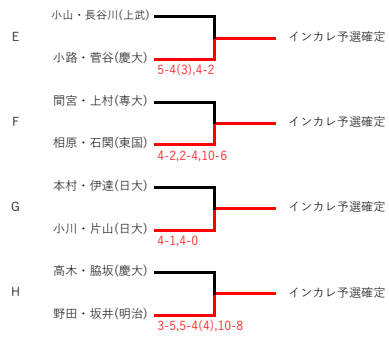 小山・長谷川(上武)
E
インカレ予選確定
小路・菅谷(慶大)
5-4(3),4-2
間宮・上村(専大)
F
インカレ予選確定
相原・石関(東国)
4-2,2-4,10-6
本村・伊達(日大)
G
インカレ予選確定
小川・片山(日大)
4-1,4-0
高木・脇坂(慶大)
H
インカレ予選確定
野田・坂井(明治)
3-5,5-4(4),10-8